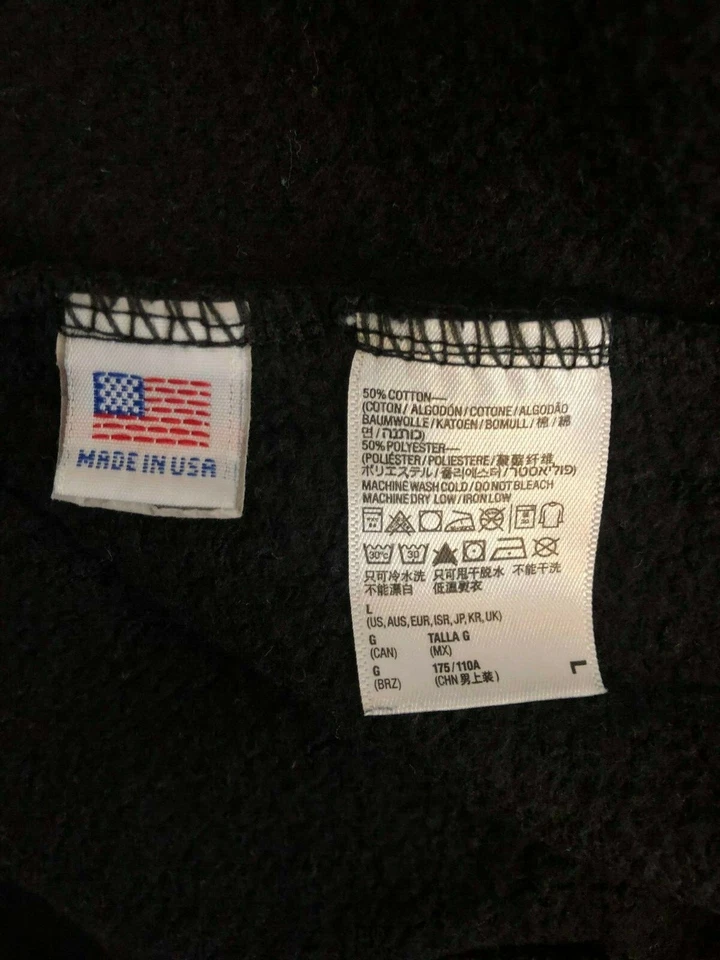 MADE IN USA
50% COTTON—
(COTON / ALGODÓN / COTONE / ALGODÃO
BAUMWOLLE / KATOEN / BOMULL / 棉 / 綿
면 / כותנה)
50% POLYESTER—
(POLIÉSTER / POLIESTERE / 聚酯纤维
ポリエステル / 폴리에스터 / פוליאסטר)
MACHINE WASH COLD / DO NOT BLEACH
MACHINE DRY LOW / IRON LOW
30°c 30
只可冷水洗 只可甩干脱水 不能干洗
不能漂白 低温熨衣
L
(US, AUS, EUR, ISR, JP, KR, UK)
G TALLA G
(CAN) (MX)
G 175/110A
(BRZ) (CHN 男上装)
L